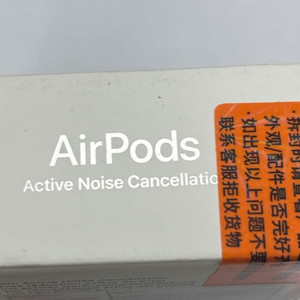 AirPods
Active Noise Cancellatio
外观/配件是否完好
·如出现以上问题不要
联系客服拒收货物